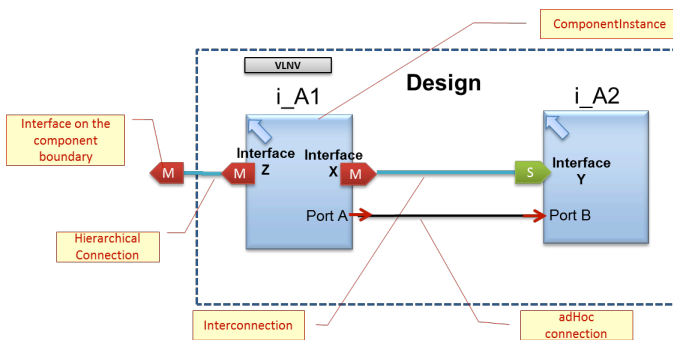 ComponentInstance
VLNV
Design
i_A1
i_A2
Interface on the
component
boundary
Interface
Z
Interface
X
Interface
Y
M
M
M
S
Port A
Port B
Hierarchical
Connection
Interconnection
adHoc
connection